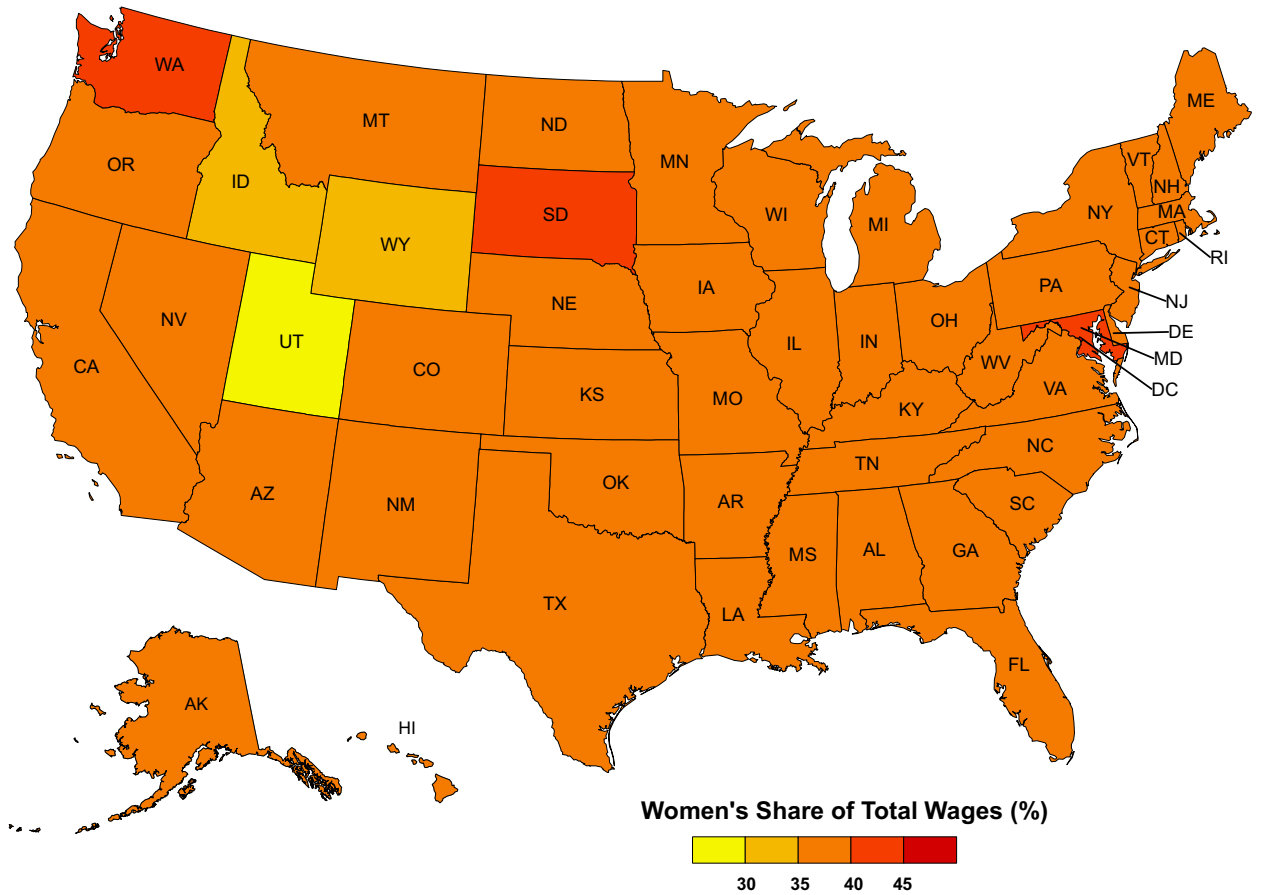 WA
MT
ND
MN
ME
OR
ID
SD
WI
MI
NY
VT
NH
MA
CT
RI
WY
IA
PA
NJ
NE
NV
UT
CO
IL
IN
OH
DE
MD
DC
CA
KS
MO
WV
VA
KY
NC
TN
AZ
NM
OK
AR
SC
MS
AL
GA
TX
LA
FL
AK
HI
Women's Share of Total Wages (%)
30 35 40 45